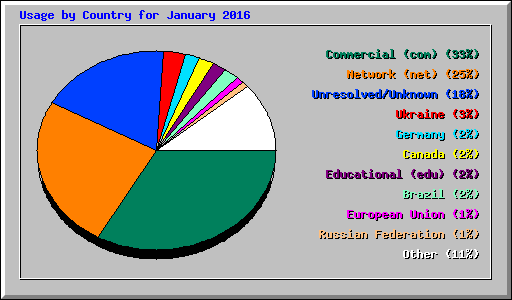 Usage by Country for January 2016
Commercial (com) (33%)
Network (net) (25%)
Unresolved/Unknown (18%)
Ukraine (3%)
Germany (2%)
Canada (2%)
Educational (edu) (2%)
Brazil (2%)
European Union (1%)
Russian Federation (1%)
Other (11%)